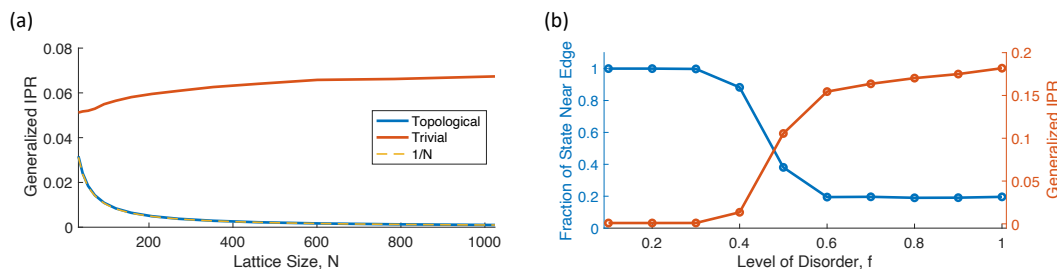 (a)
0.08
0.06
0.04
0.02
0
Generalized IPR
Topological
Trivial
1/N
200
400
600
800
1000
Lattice Size, N
(b)
1
0.8
0.6
0.4
0.2
0
Fraction of State Near Edge
0.2
0.15
0.1
0.05
0
Generalized IPR
0.2
0.4
0.6
0.8
1
Level of Disorder, f